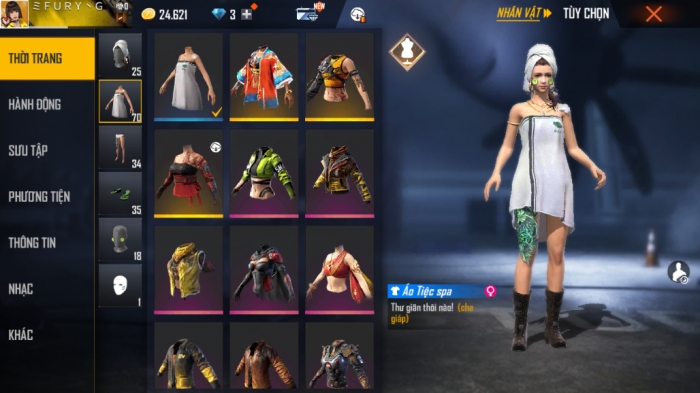 FURY
24.621
3
NEW
NHÂN VẬT
TÙY CHỌN
THỜI TRANG
HÀNH ĐỘNG
SƯU TẬP
PHƯƠNG TIỆN
THÔNG TIN
NHẠC
KHÁC
25
70
34
35
18
1
Áo Tiệc spa
Thư giãn thôi nào! (che
giáp)